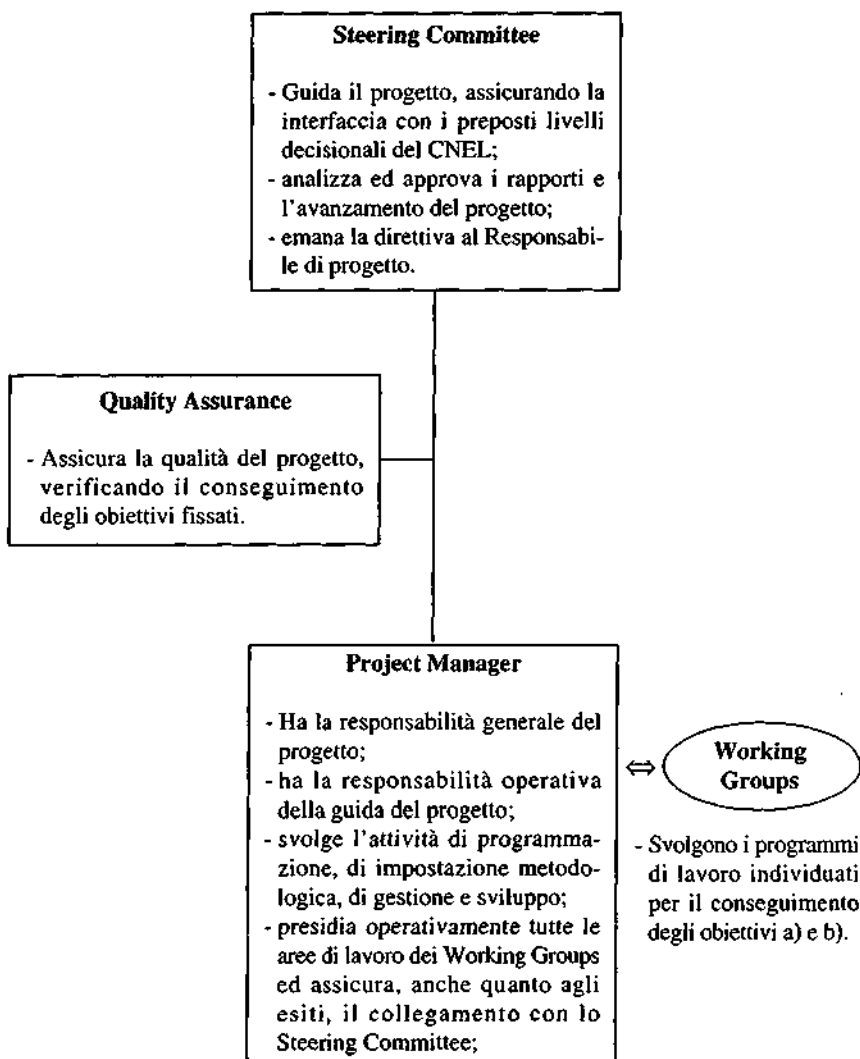 Steering Committee
- Guida il progetto, assicurando la
interfaccia con i preposti livelli
decisionali del CNEL;
- analizza ed approva i rapporti e
l'avanzamento del progetto;
- emana la direttiva al Responsabi-
le di progetto.
Quality Assurance
- Assicura la qualità del progetto,
verificando il conseguimento
degli obiettivi fissati.
Project Manager
- Ha la responsabilità generale del
progetto;
- ha la responsabilità operativa
della guida del progetto;
- svolge l'attività di programma-
zione, di impostazione metodo-
logica, di gestione e sviluppo;
- presidia operativamente tutte le
aree di lavoro dei Working Groups
ed assicura, anche quanto agli
esiti, il collegamento con lo
Steering Committee;
⇔
Working
Groups
- Svolgono i programmi
di lavoro individuati
per il conseguimento
degli obiettivi a) e b).